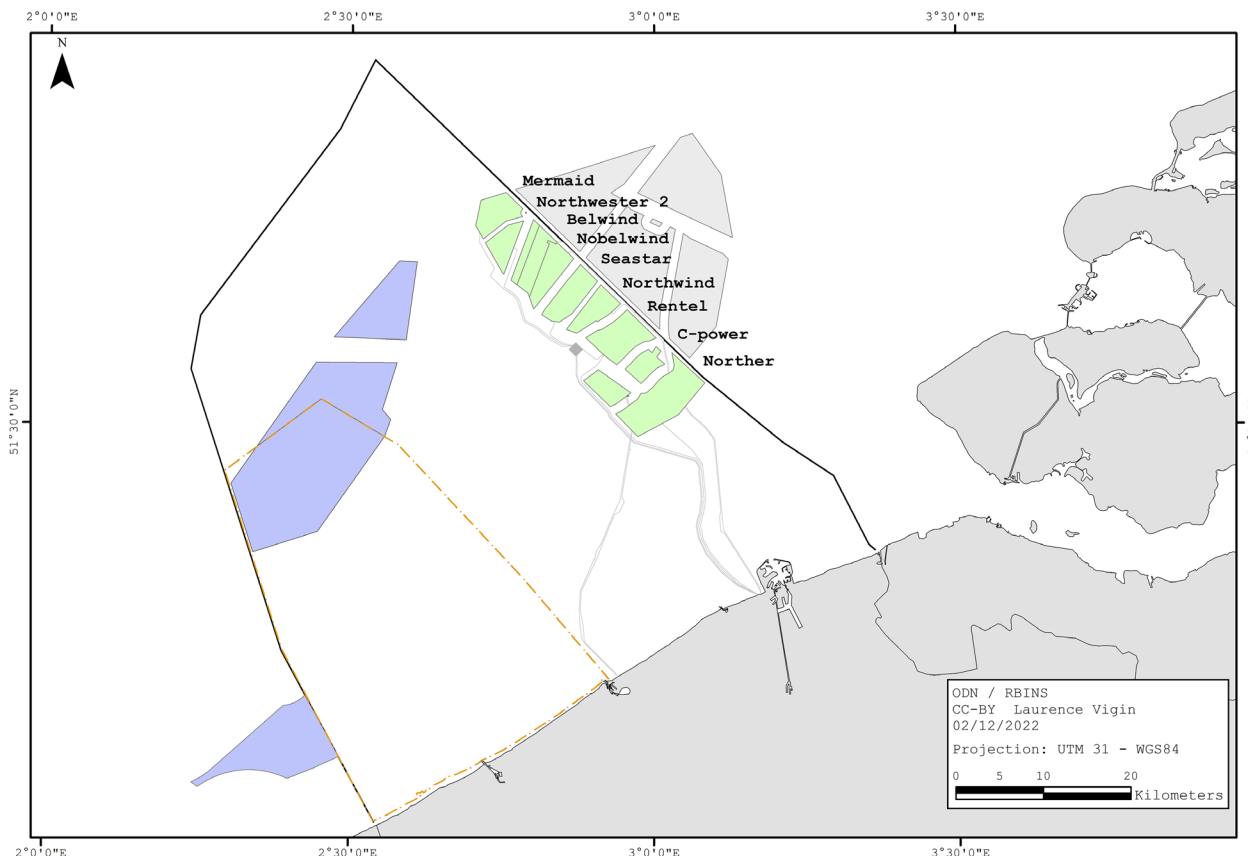 2°0'0"E
2°30'0"E
3°0'0"E
3°30'0"E
N
Mermaid
Northwester 2
Belwind
Nobelwind
Seastar
Northwind
Rentel
C-power
Norther
51°30'0"N
ODN / RBINS
CC-BY Laurence Vigin
02/12/2022
Projection: UTM 31 - WGS84
0 5 10 20
Kilometers
2°0'0"E
2°30'0"E
3°0'0"E
3°30'0"E